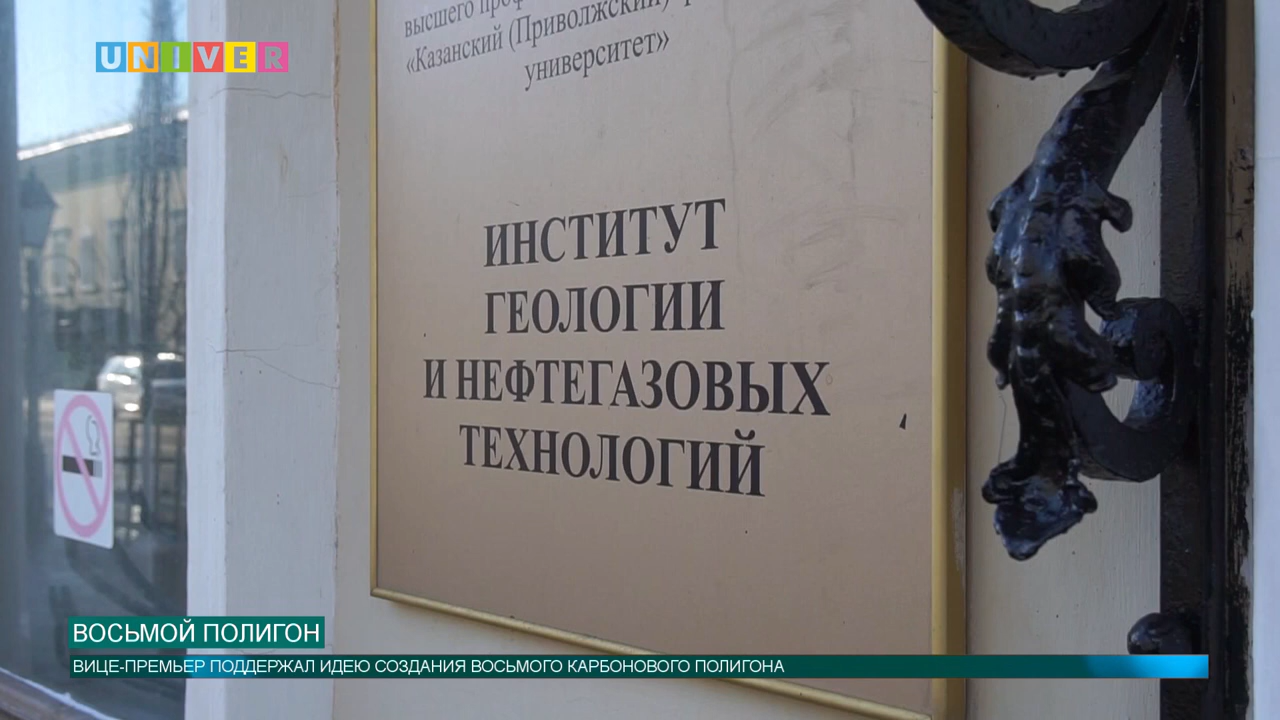 UNIVER
высшего
«Казанский (Приволжский)
университет»
ИНСТИТУТ
ГЕОЛОГИИ
И НЕФТЕГАЗОВЫХ
ТЕХНОЛОГИЙ
ВОСЬМОЙ ПОЛИГОН
ВИЦЕ-ПРЕМЬЕР ПОДДЕРЖАЛ ИДЕЮ СОЗДАНИЯ ВОСЬМОГО КАРБОНОВОГО ПОЛИГОНА